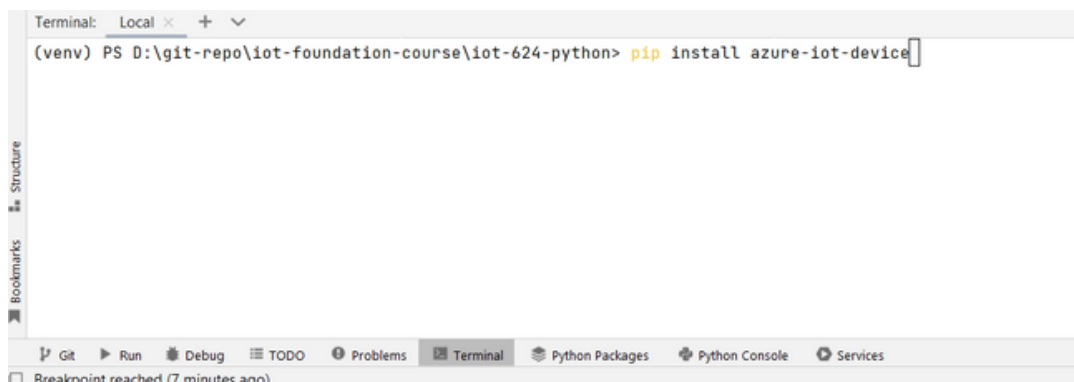 Terminal: Local × + ∨
(venv) PS D:\git-repo\iot-foundation-course\iot-624-python> pip install azure-iot-device
Structure
Bookmarks
Git Run Debug TODO Problems Terminal Python Packages Python Console Services
Breakpoint reached (7 minutes ago)